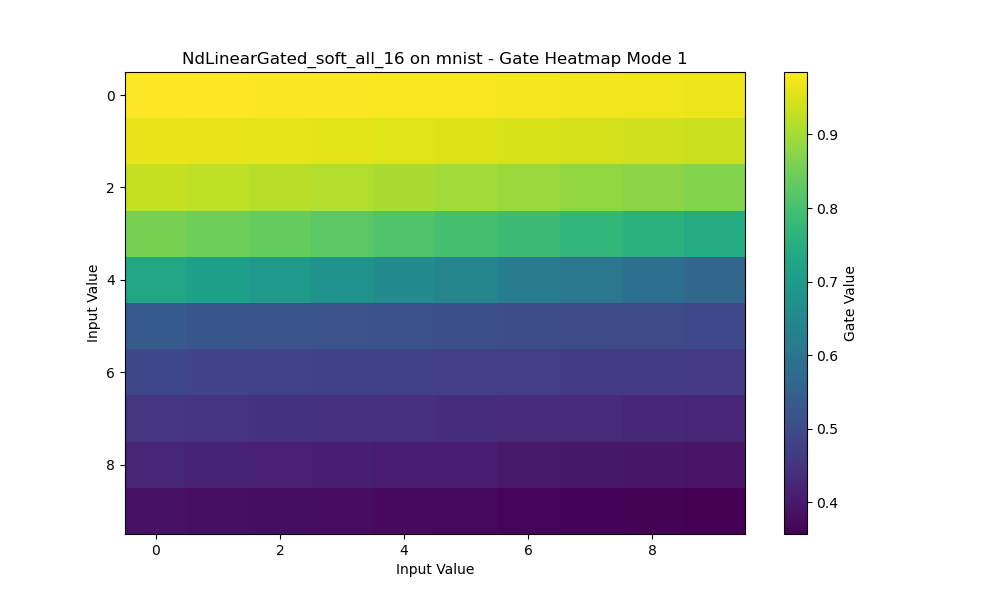 NdLinearGated_soft_all_16 on mnist - Gate Heatmap Mode 1
0
2
4
6
8
Input Value
0 2 4 6 8
Input Value
0.9
0.8
0.7
0.6
0.5
0.4
Gate Value